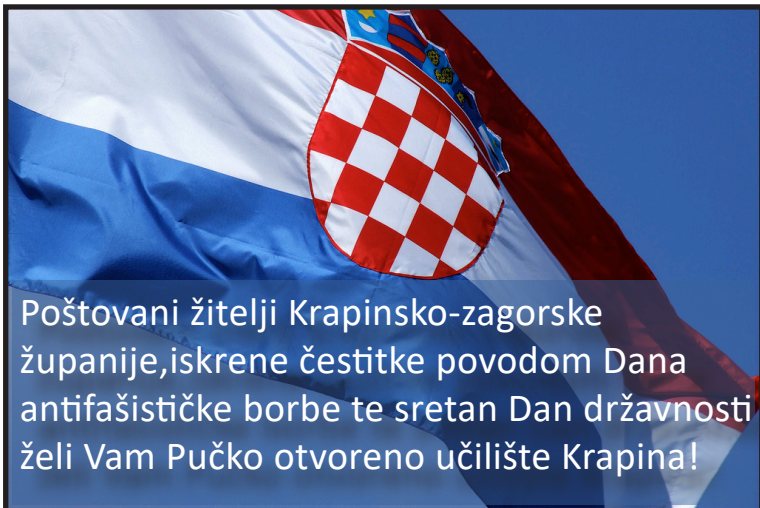 Poštovani žitelji Krapinsko-zagorske
županije,iskrene čestitke povodom Dana
antifašističke borbe te sretan Dan državnosti
želi Vam Pučko otvoreno učilište Krapina!